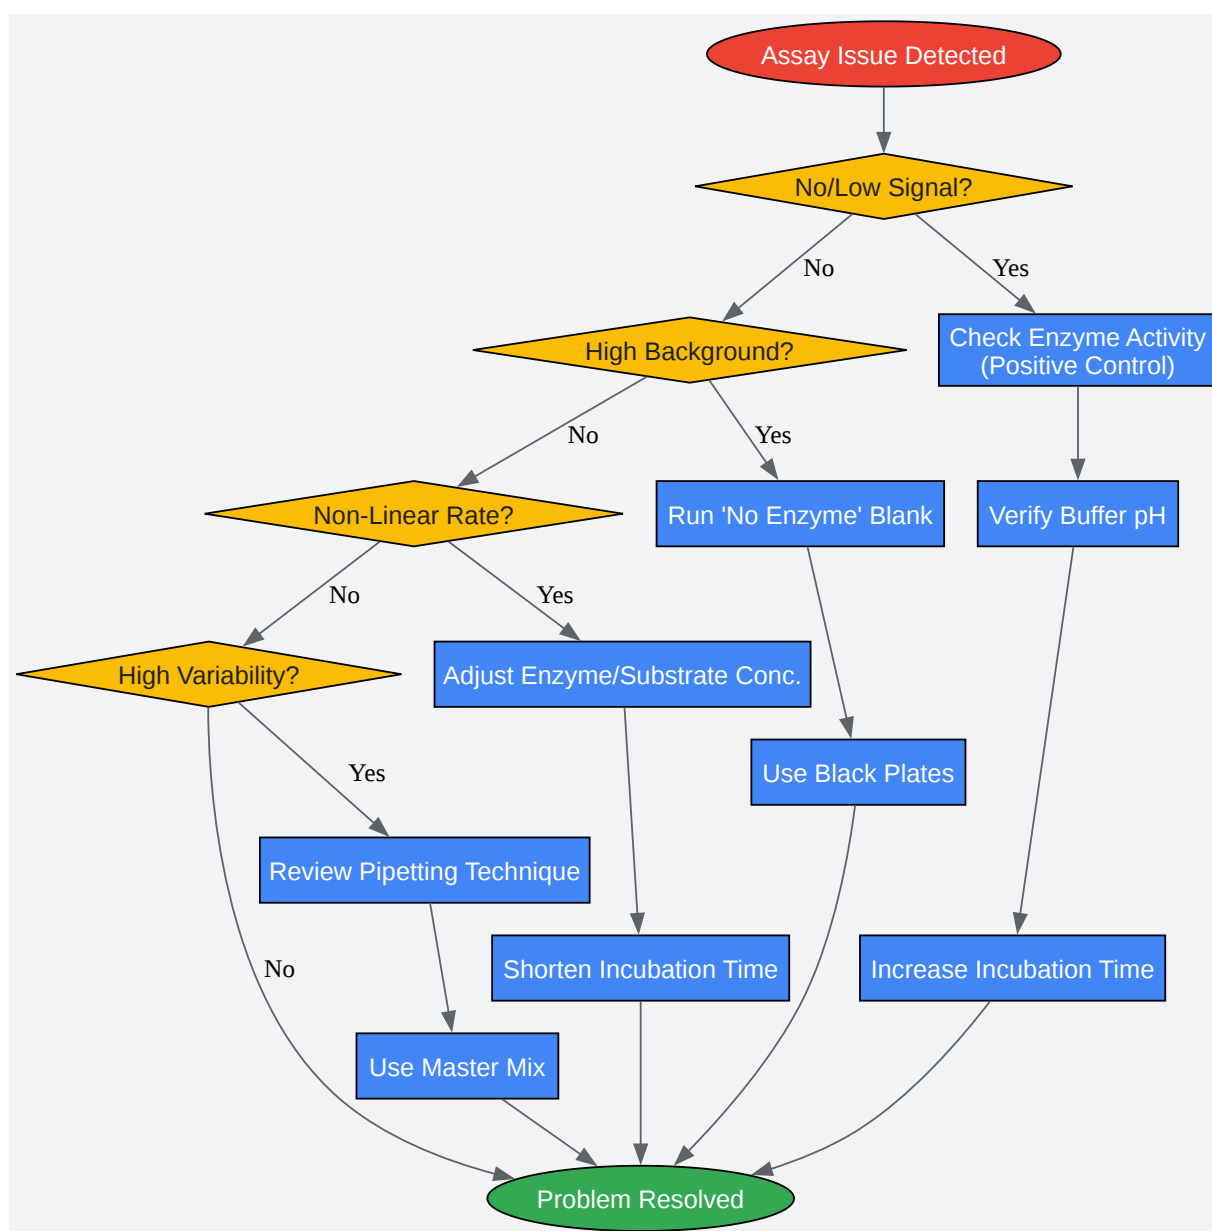 Assay Issue Detected
No/Low Signal?
No
Yes
High Background?
Check Enzyme Activity
(Positive Control)
No
Yes
Non-Linear Rate?
Run 'No Enzyme' Blank
Verify Buffer pH
No
Yes
High Variability?
Adjust Enzyme/Substrate Conc.
Yes
Use Black Plates
Review Pipetting Technique
No
Shorten Incubation Time
Increase Incubation Time
Use Master Mix
Problem Resolved